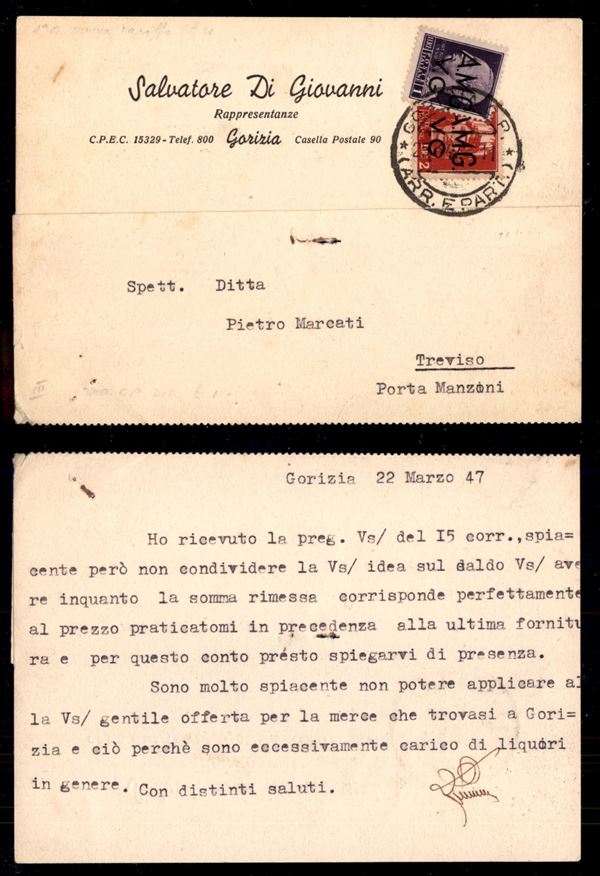 Salvatore Di Giovanni
Rappresentanze
C.P.E.C. 15329 - Telef. 800 Gorizia Casella Postale 90
A.M.G.
V.G.
A.M.G.
V.G.
(ARR. E PART.)
Spett. Ditta
Pietro Marcati
Treviso
Porta Manzoni
III
Gorizia 22 Marzo 47
Ho ricevuto la preg. Vs/ del I5 corr.,spia=
cente però non condividere la Vs/ idea sul saldo Vs/ ave
re inquanto la somma rimessa corrisponde perfettamente
al prezzo praticatomi in precedenza alla ultima fornitu
ra e per questo conto presto spiegarvi di presenza.
Sono molto spiacente non potere applicare al
la Vs/ gentile offerta per la merce che trovasi a Gori=
zia e ciò perchè sono eccessivamente carico di liquori
in genere. Con distinti saluti.